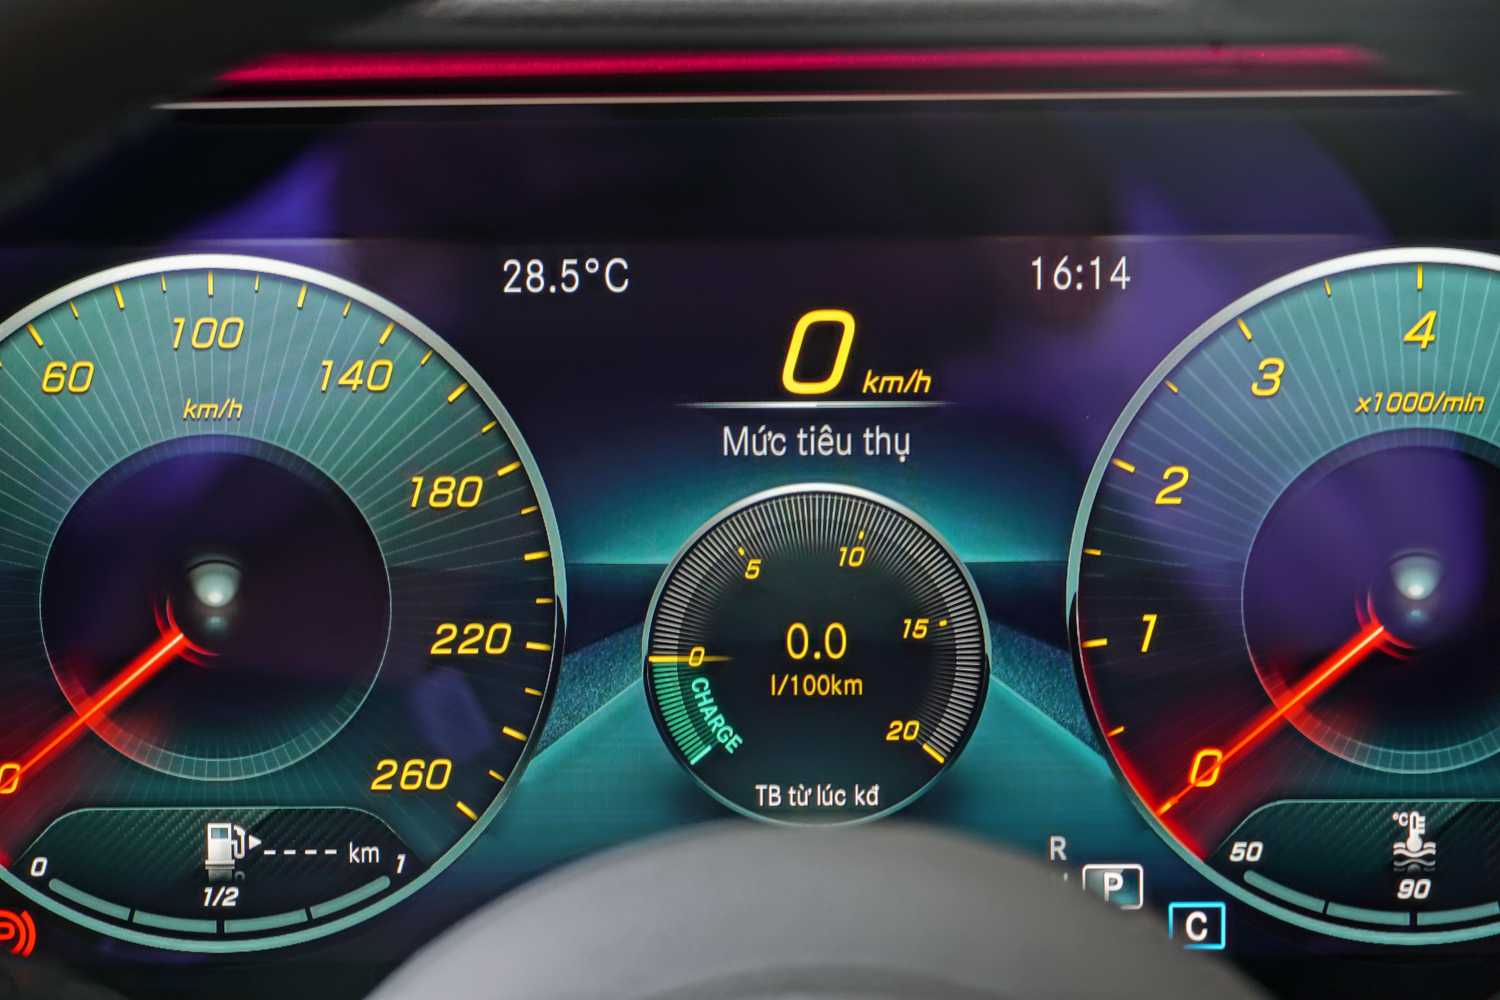 28.5°C
16:14
0 km/h
Mức tiêu thụ
60
100
140
180
220
260
km/h
0
0
1/2
1
---- km
(P)
5
10
15
20
0
0.0
l/100km
CHARGE
TB từ lúc kđ
R
P
C
0
1
2
3
4
x1000/min
50
°C
90